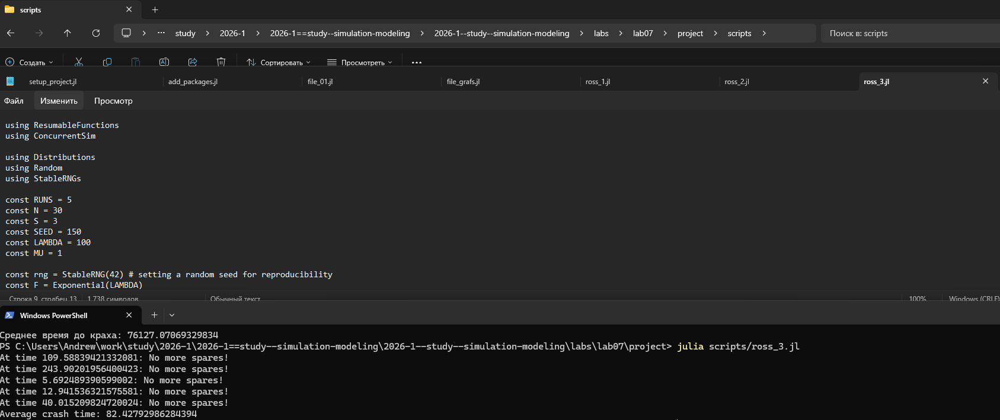 scripts
··· study > 2026-1 > 2026-1==study--simulation-modeling > 2026-1--study--simulation-modeling > labs > lab07 > project > scripts >
Поиск в: scripts
Создать
Сортировать
Просмотреть
setup_project.jl
add_packages.jl
file_01.jl
file_grafs.jl
ross_1.jl
ross_2.jl
ross_3.jl
Файл
Изменить
Просмотр
using ResumableFunctions
using ConcurrentSim
using Distributions
using Random
using StableRNGs
const RUNS = 5
const N = 30
const S = 3
const SEED = 150
const LAMBDA = 100
const MU = 1
const rng = StableRNG(42) # setting a random seed for reproducibility
const F = Exponential(LAMBDA)
Строка 9, столбец 13
1 738 символов
Обычный текст
100%
Windows (CRLF)
Windows PowerShell
Среднее время до краха: 76127.07069329834
PS C:\Users\Andrew\work\study\2026-1\2026-1==study--simulation-modeling\2026-1--study--simulation-modeling\labs\lab07\project> julia scripts/ross_3.jl
At time 109.58839421332081: No more spares!
At time 243.90201956400423: No more spares!
At time 5.692489390599002: No more spares!
At time 12.941536321575581: No more spares!
At time 40.015209824720024: No more spares!
Average crash time: 82.42792986284394